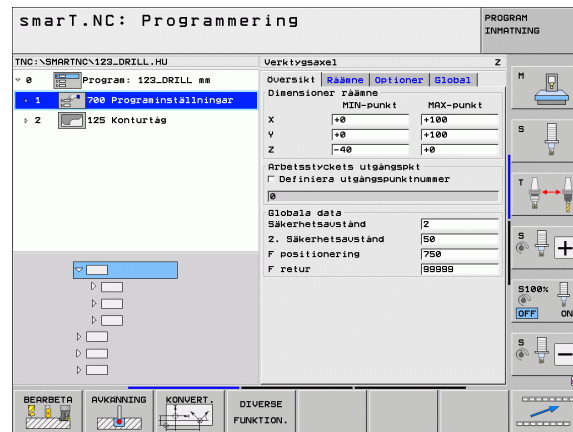 smarT.NC: Programmering
PROGRAM
INMATNING
TNC:\SMARTNC\123_DRILL.HU
0 Program: 123_DRILL mm
1 700 Programinställningar
2 125 Konturtåg
Verktygsaxel Z
Översikt Råämne Optioner Global
Dimensioner råämne
MIN-punkt MAX-punkt
X +0 +100
Y +0 +100
Z -40 +0
Arbetsstyckets utgångspkt
Definiera utgångspunktnummer
0
Globala data
Säkerhetsavstånd 2
2. Säkerhetsavstånd 50
F positionering 750
F retur 99999
M
S
T
S
S100%
OFF ON
S
BEARBETA
AVKÄNNING
KONVERT.
DIVERSE
FUNKTION.